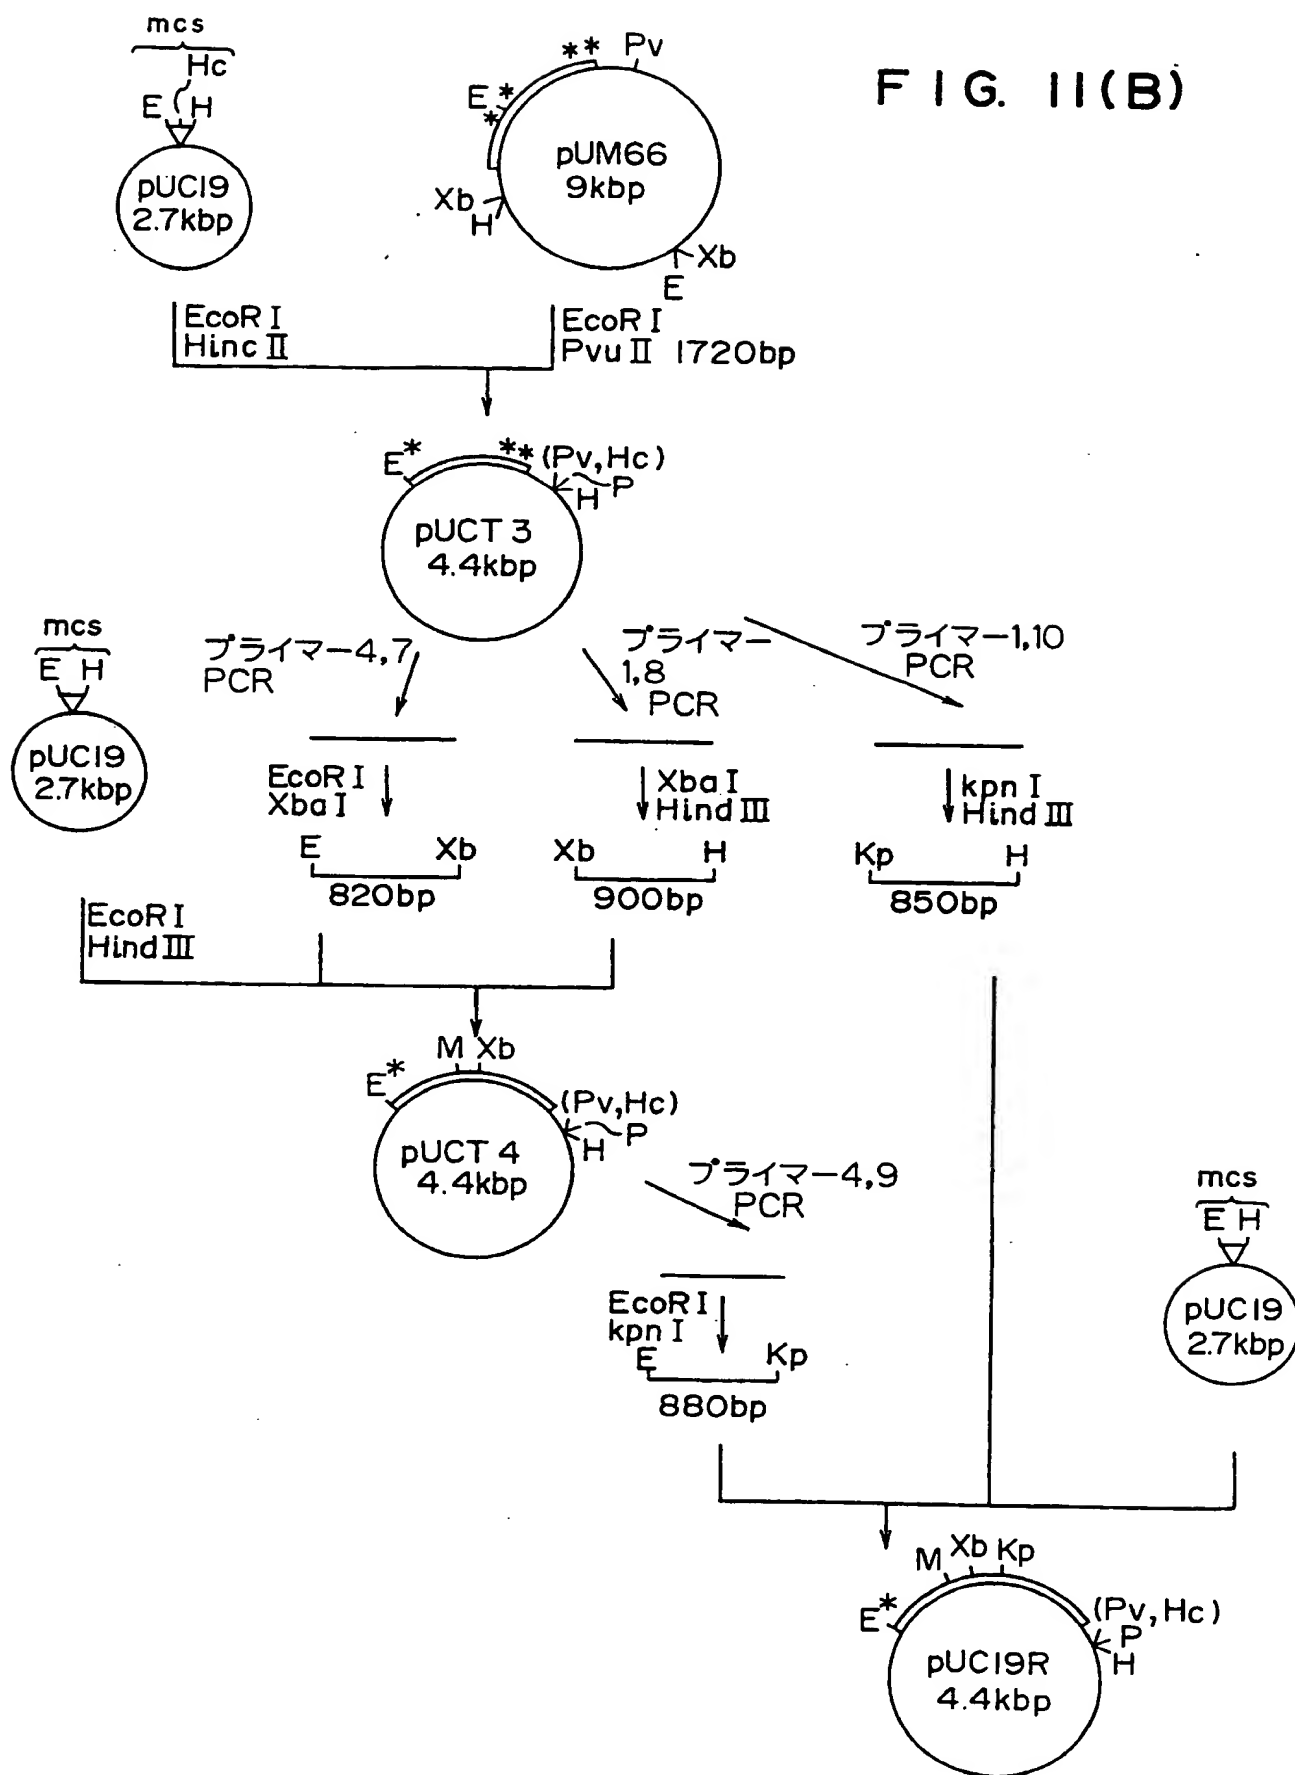 FIG. 11(B)
mcs
Hc
E H
pUC19
2.7kbp
** Pv
E *
*
pUM66
9kbp
Xb
H
Xb
E
EcoR I
Hinc II
EcoR I
Pvu II 1720bp
E* ** (Pv,Hc)
H P
pUCT 3
4.4kbp
mcs
E H
pUC19
2.7kbp
プライマー4,7
PCR
プライマー
1,8
PCR
プライマー1,10
PCR
EcoR I
Xba I
Xba I
Hind III
kpn I
Hind III
E Xb
820bp
Xb H
900bp
Kp H
850bp
EcoR I
Hind III
M Xb
E* (Pv,Hc)
H P
pUCT 4
4.4kbp
プライマー4,9
PCR
mcs
E H
pUC19
2.7kbp
EcoR I
kpn I
E Kp
880bp
M Xb Kp
E* (Pv,Hc)
P
H
pUC19R
4.4kbp